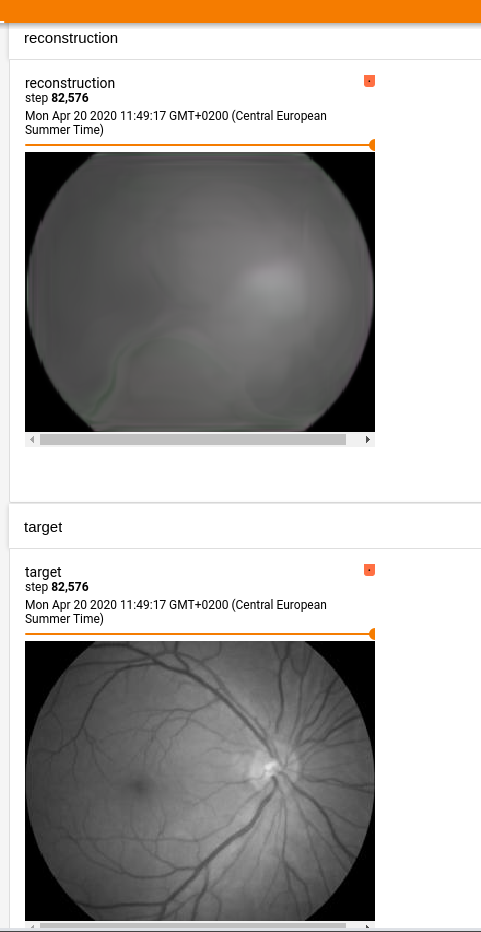 reconstruction
reconstruction
step 82,576
Mon Apr 20 2020 11:49:17 GMT+0200 (Central European
Summer Time)
target
target
step 82,576
Mon Apr 20 2020 11:49:17 GMT+0200 (Central European
Summer Time)